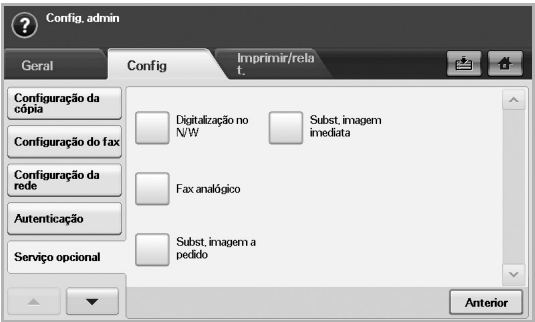 ? Config. admin
Geral
Config
Imprimir/rela
t.
Configuração da
cópia
Configuração do fax
Configuração da
rede
Autenticação
Serviço opcional
Digitalização no
N/W
Subst. imagem
imediata
Fax analógico
Subst. imagem a
pedido
Anterior